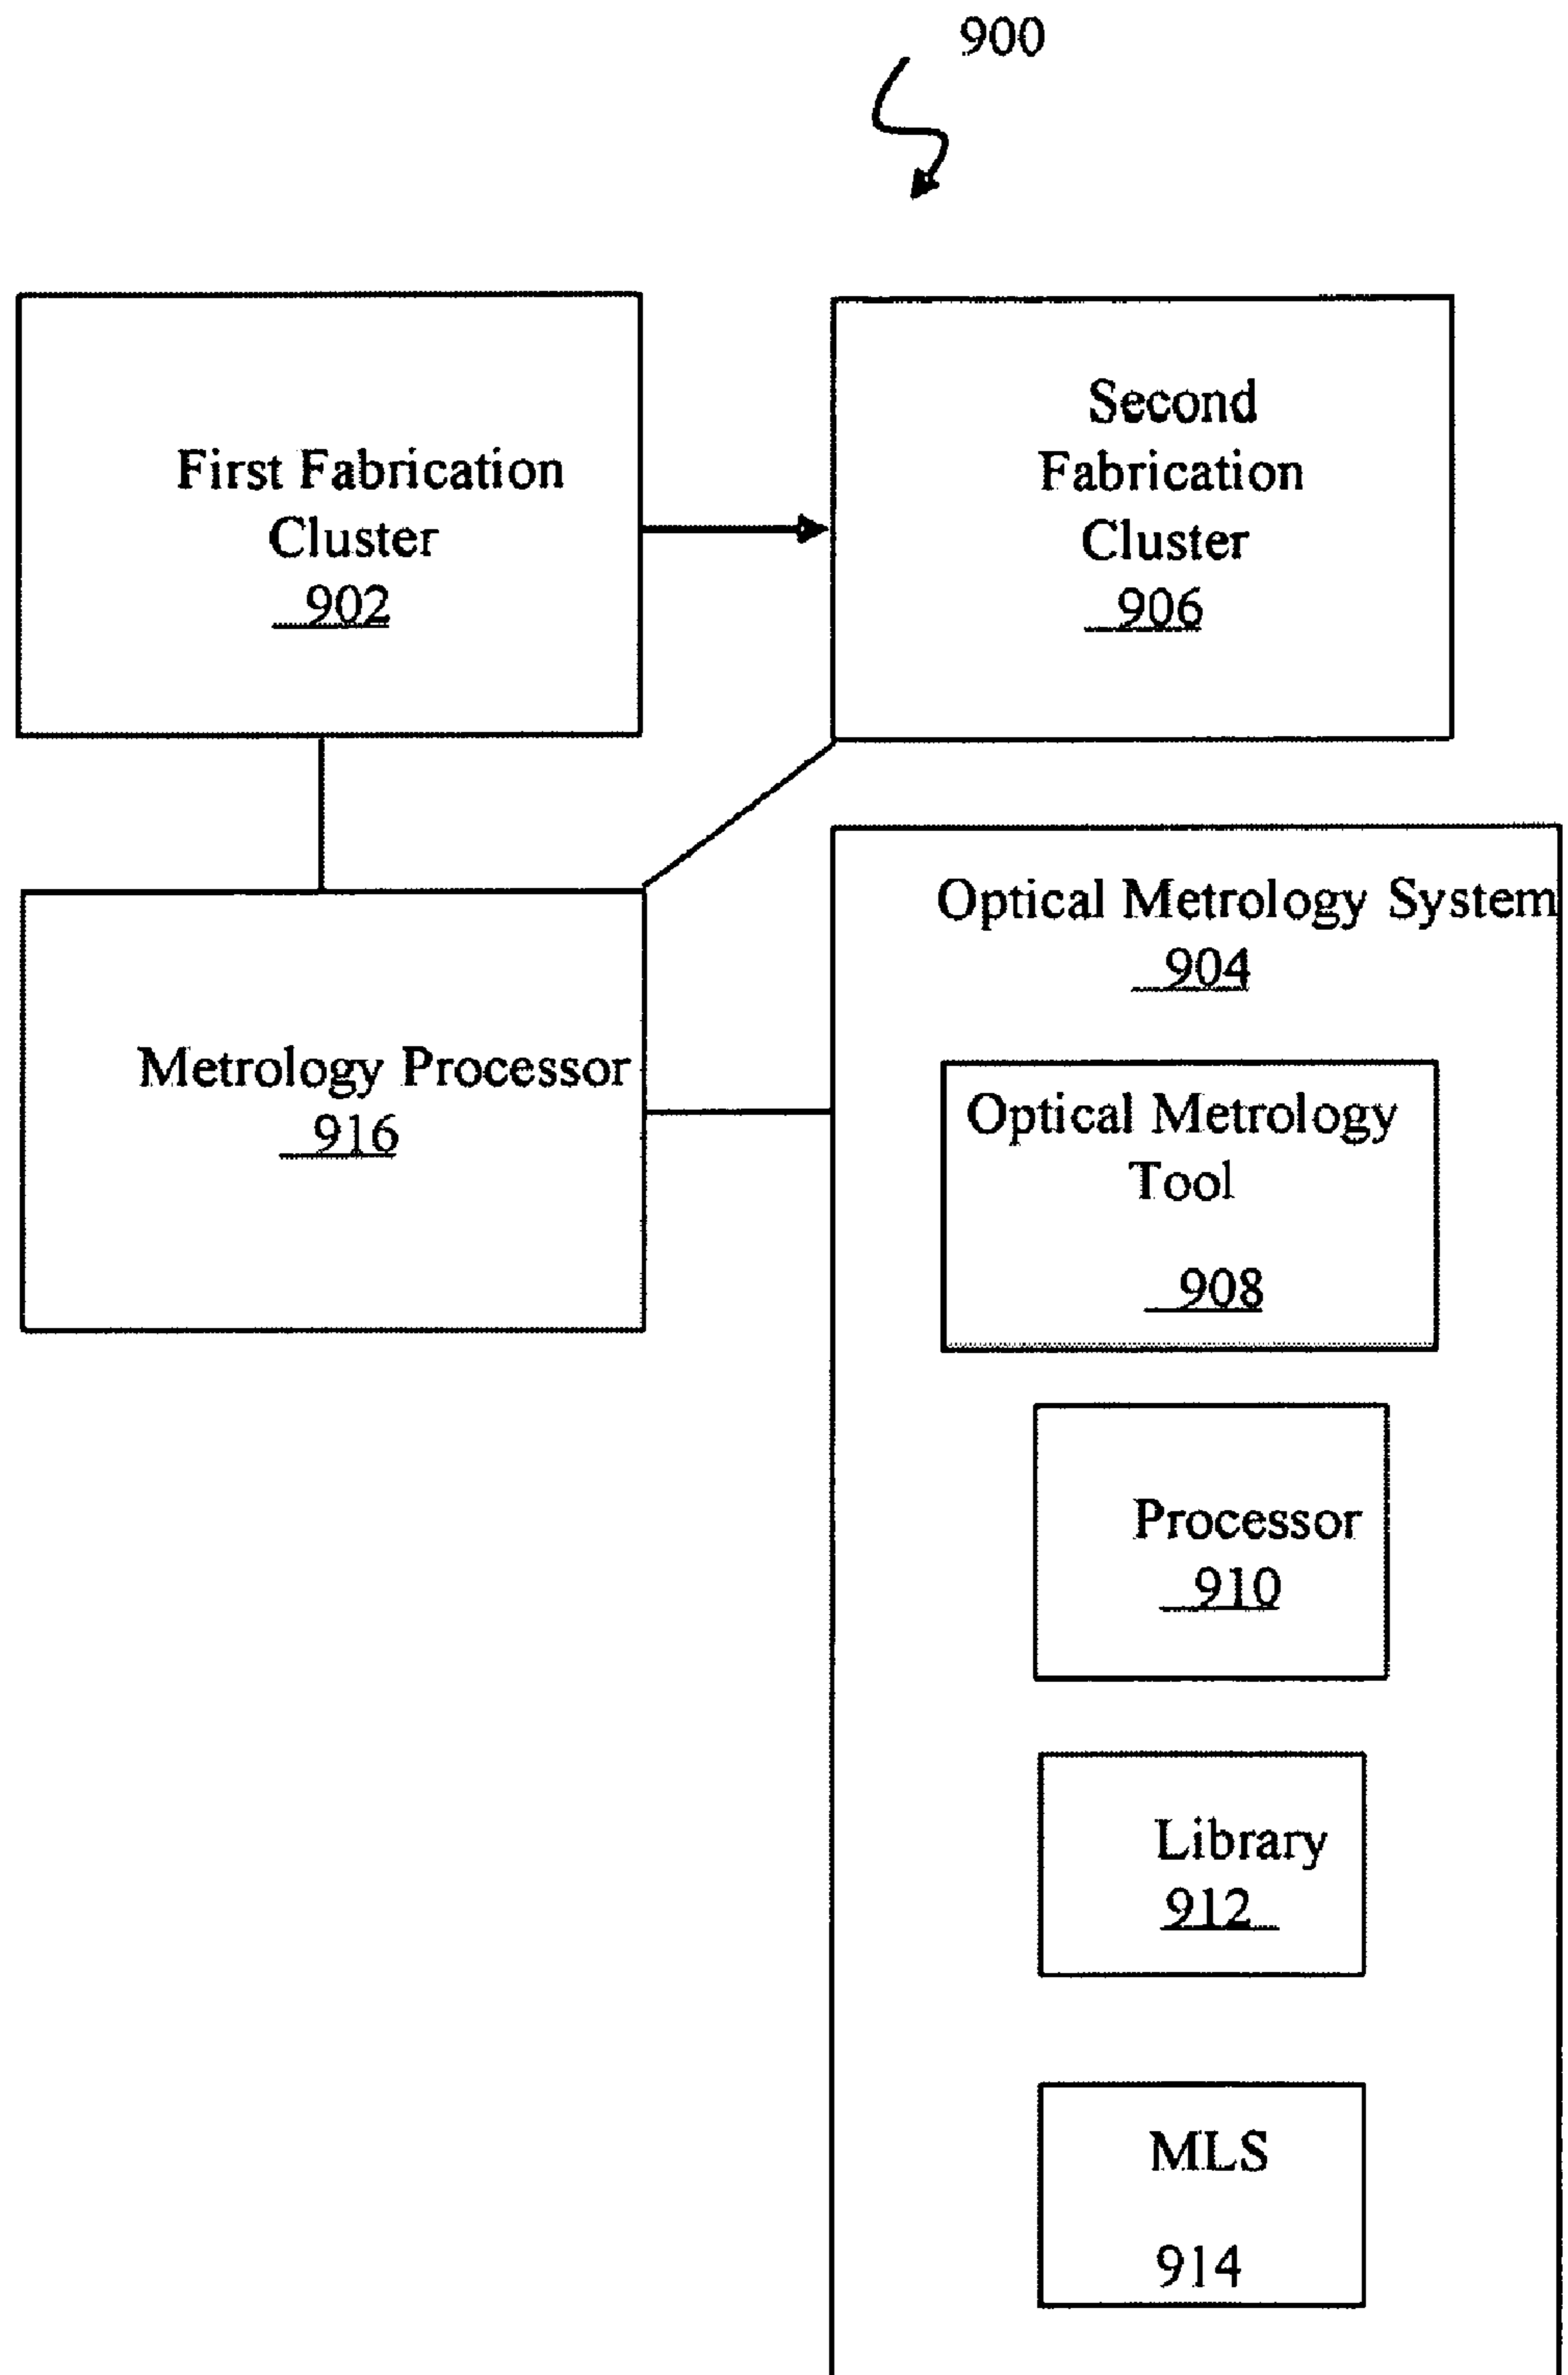 900
First Fabrication
Cluster
902
Second
Fabrication
Cluster
906
Metrology Processor
916
Optical Metrology System
904
Optical Metrology
Tool
908
Processor
910
Library
912
MLS
914